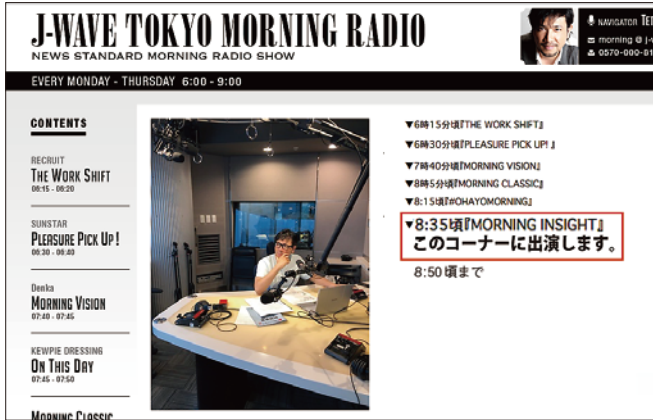 J-WAVE TOKYO MORNING RADIO
NEWS STANDARD MORNING RADIO SHOW
NAVIGATOR
morning @ j-
0570-000-
EVERY MONDAY - THURSDAY 6:00 - 9:00
CONTENTS
RECRUIT
THE WORK SHIFT
06:15 - 06:20
SUNSTAR
PLEASURE PICK UP!
06:30 - 06:40
Denka
MORNING VISION
07:40 - 07:45
KEWPIE DRESSING
ON THIS DAY
07:45 - 07:50
MORNING CLASSIC
▼6時15分頃『THE WORK SHIFT』
▼6時30分頃『PLEASURE PICK UP! 』
▼7時40分頃『MORNING VISION』
▼8時5分頃『MORNING CLASSIC』
▼8:15頃『#OHAYOMORNING』
▼8:35頃『MORNING INSIGHT』
このコーナーに出演します。
8:50 頃まで